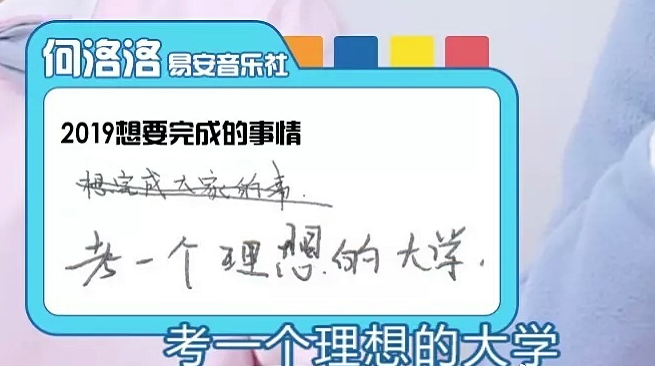 何洛洛 易安音乐社
2019想要完成的事情
想完成大家的事.
考一个理想的大学.
考一个理想的大学